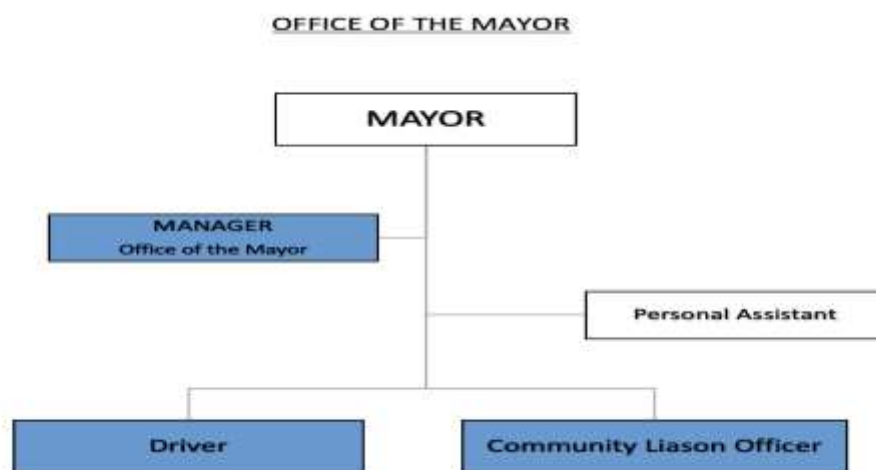 OFFICE OF THE MAYOR
MAYOR
MANAGER
Office of the Mayor
Personal Assistant
Driver
Community Liason Officer